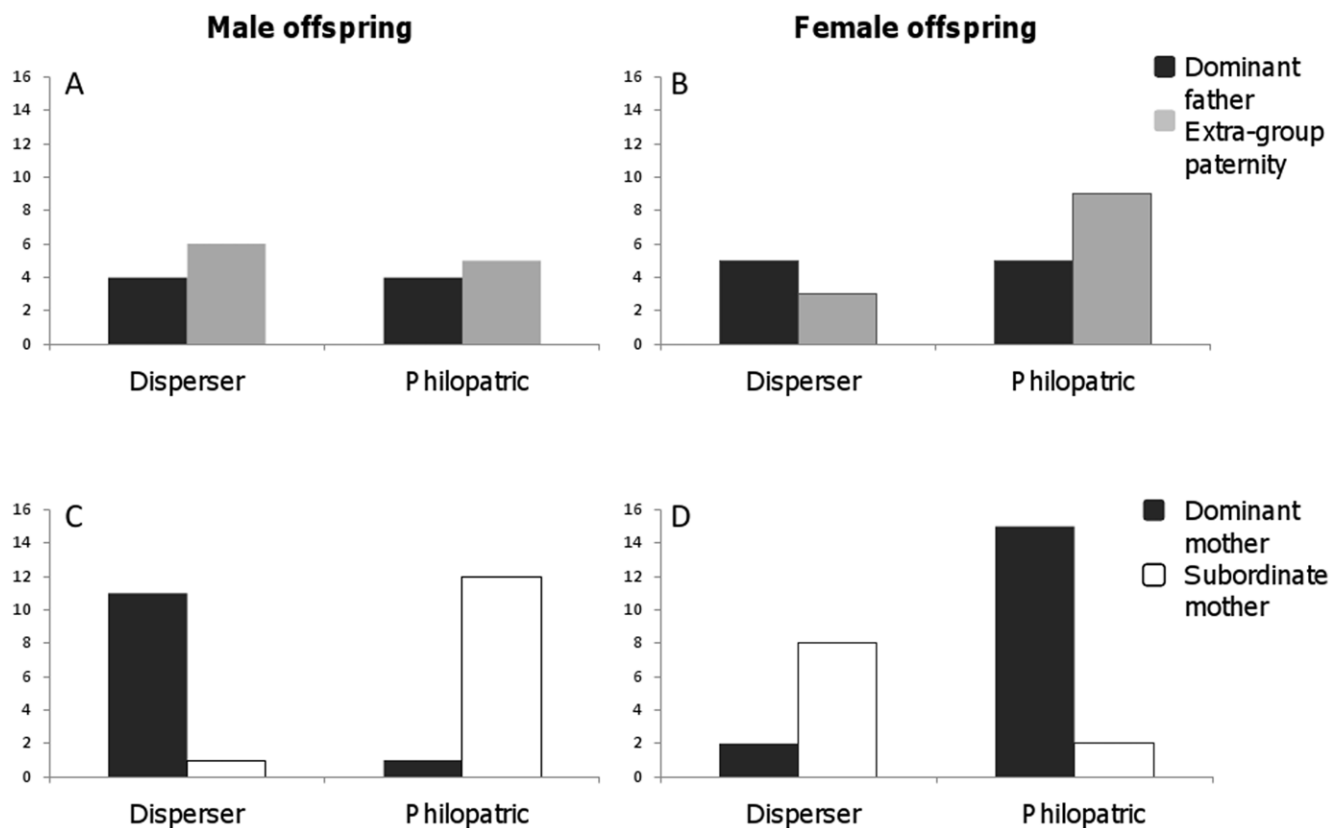 Male offspring
Female offspring
A
16
14
12
10
8
6
4
2
0
Disperser
Philopatric
B
16
14
12
10
8
6
4
2
0
Disperser
Philopatric
Dominant
father
Extra-group
paternity
C
16
14
12
10
8
6
4
2
0
Disperser
Philopatric
D
16
14
12
10
8
6
4
2
0
Disperser
Philopatric
Dominant
mother
Subordinate
mother